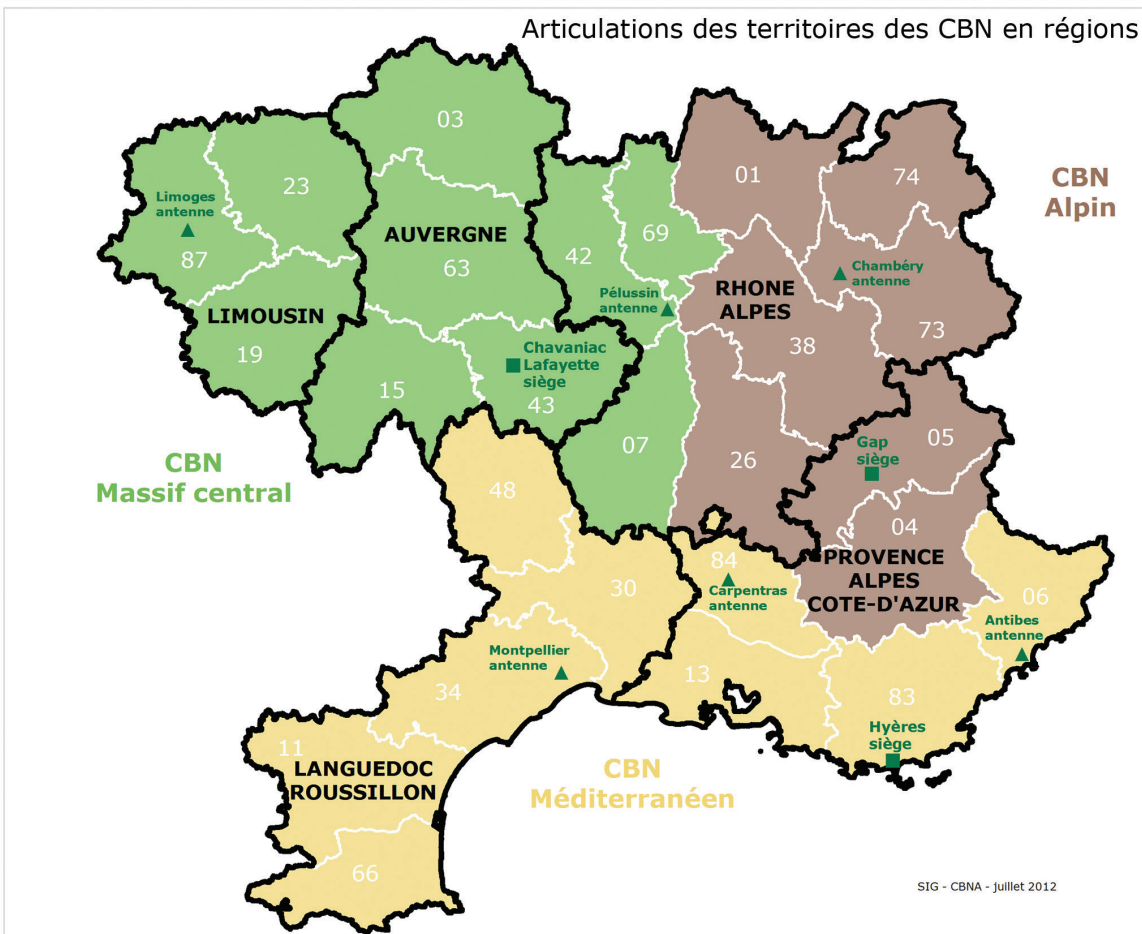 Articulations des territoires des CBN en régions
03
01
74
CBN
Alpin
23
Limoges
antenne
87
AUVERGNE
63
42
69
Chambéry
antenne
LIMOUSIN
19
Pélussin
antenne
RHONE
ALPES
38
73
Chavaniac
Lafayette
siège
43
15
07
26
05
Gap
siège
04
CBN
Massif central
48
30
84
Carpentras
antenne
PROVENCE
ALPES
COTE-D'AZUR
06
Antibes
antenne
Montpellier
antenne
34
13
83
Hyères
siège
11
LANGUEDOC
ROUSSILLON
CBN
Méditerranéen
66
SIG - CBNA - juillet 2012